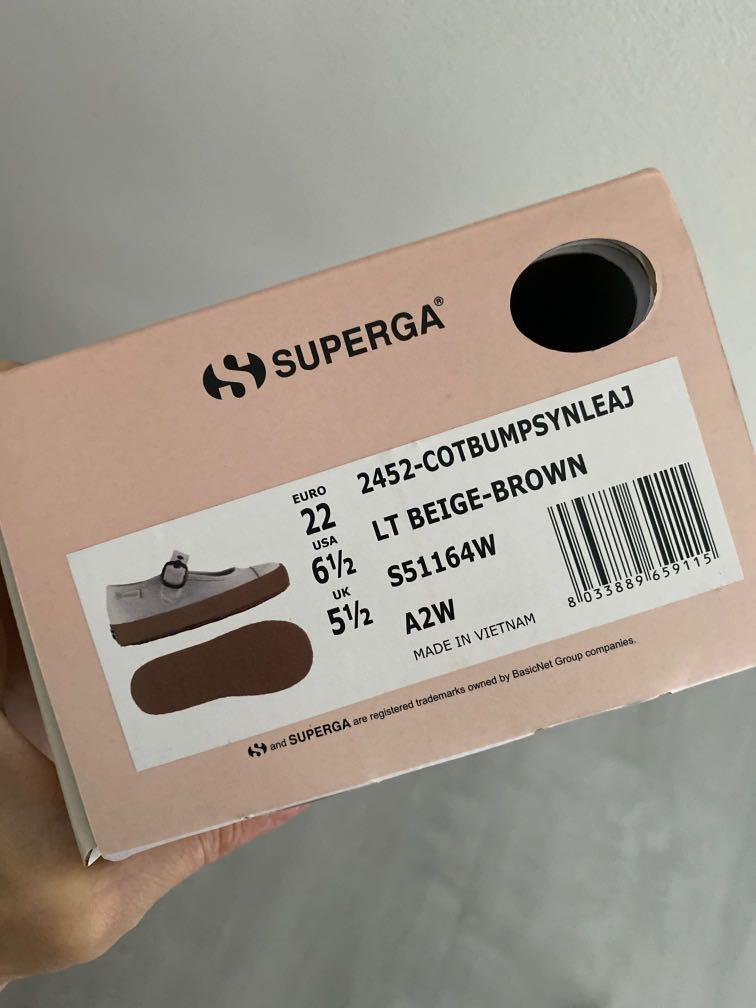 SUPERGA®
EURO
22
USA
6½
UK
5½
2452-COTBUMPSYNLEAJ
LT BEIGE-BROWN
S51164W
A2W
MADE IN VIETNAM
8 033889 659115
and SUPERGA are registered trademarks owned by BasicNet Group companies.